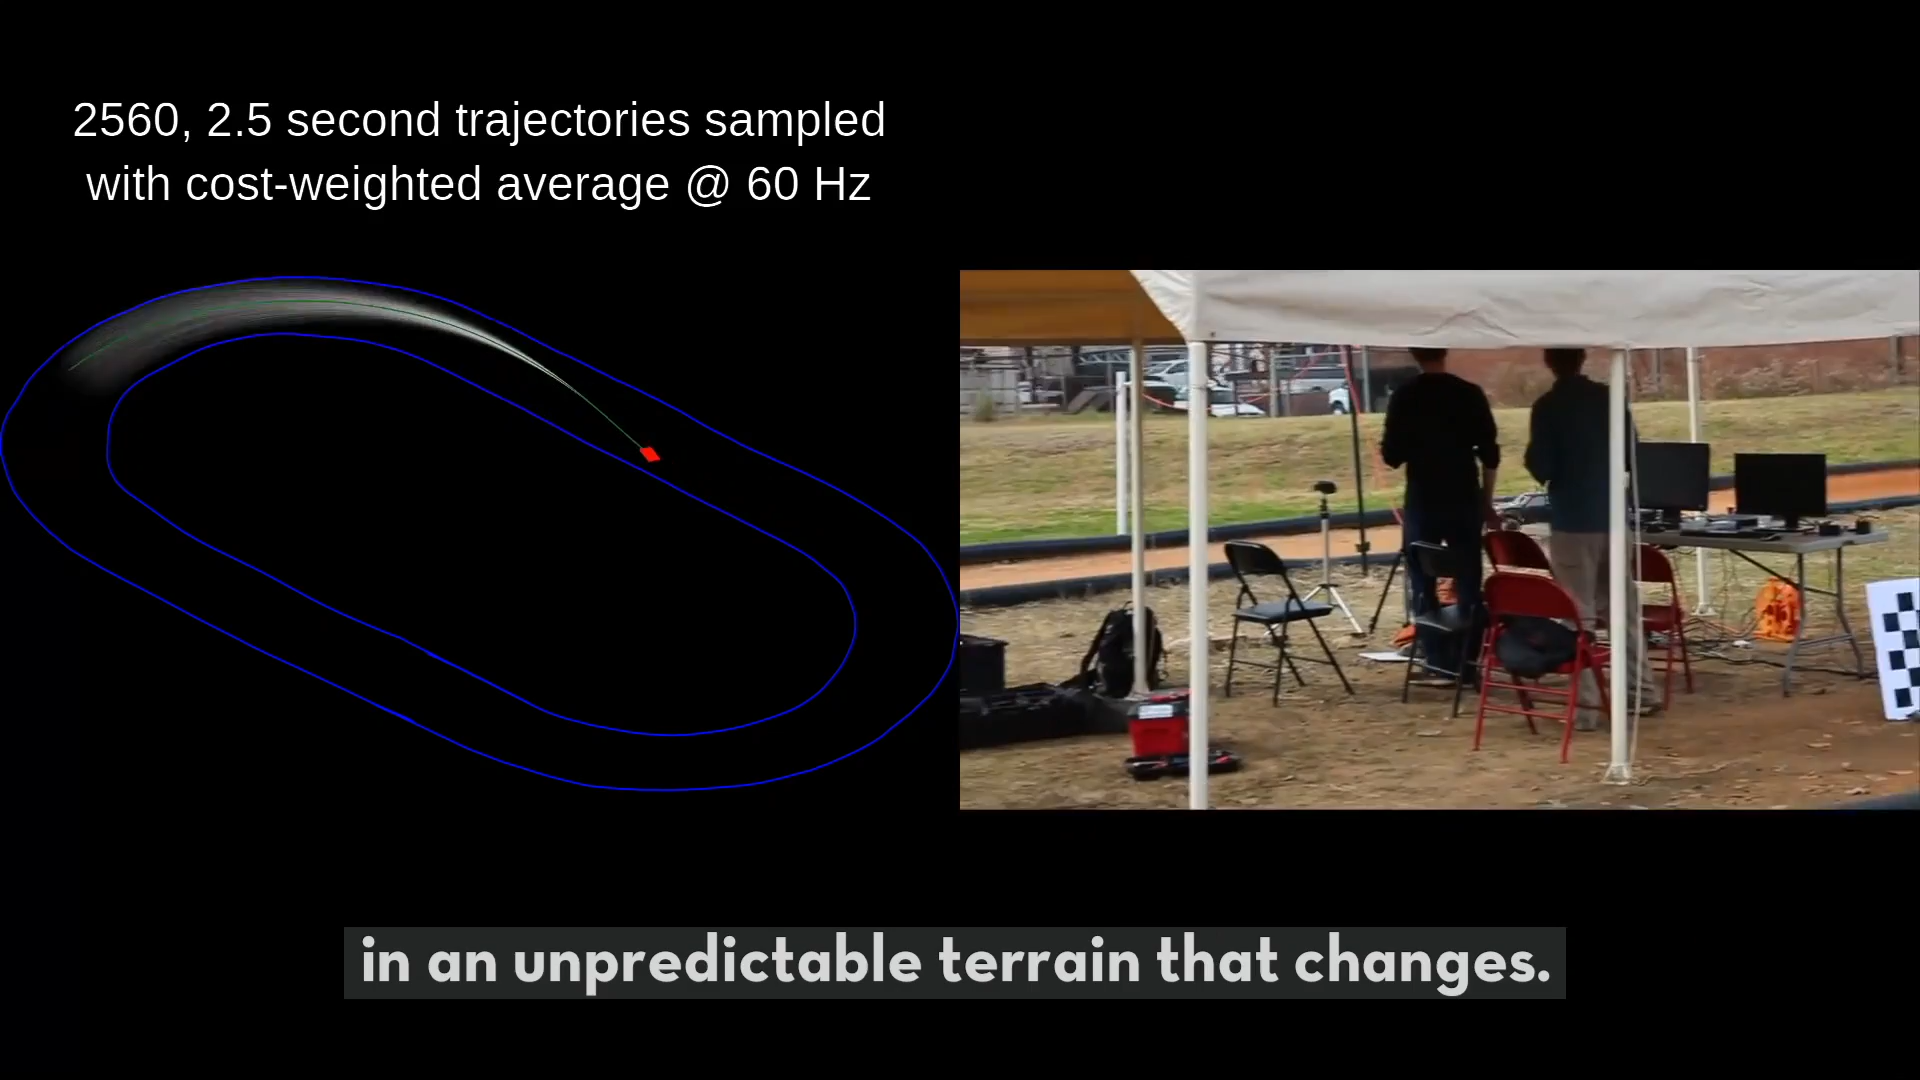 2560, 2.5 second trajectories sampled
with cost-weighted average @ 60 Hz
in an unpredictable terrain that changes.